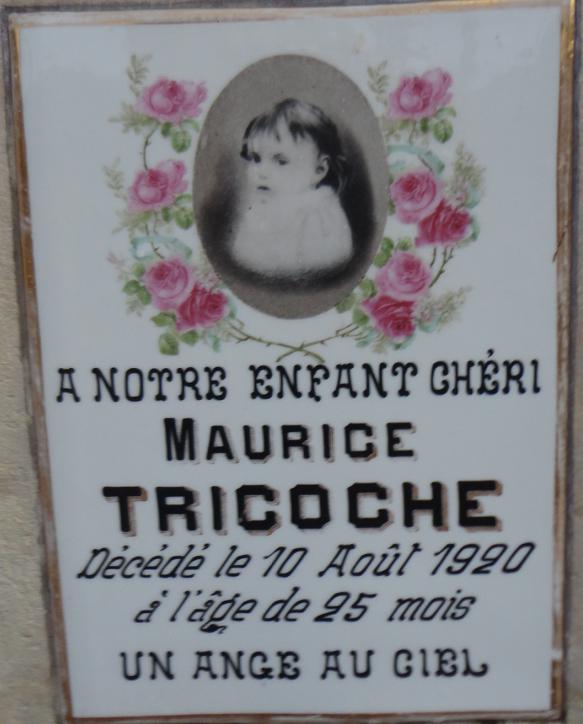 A NOTRE ENFANT CHÉRI
MAURICE
TRICOCHE
Décédé le 10 Août 1920
à l'âge de 25 mois
UN ANGE AU CIEL